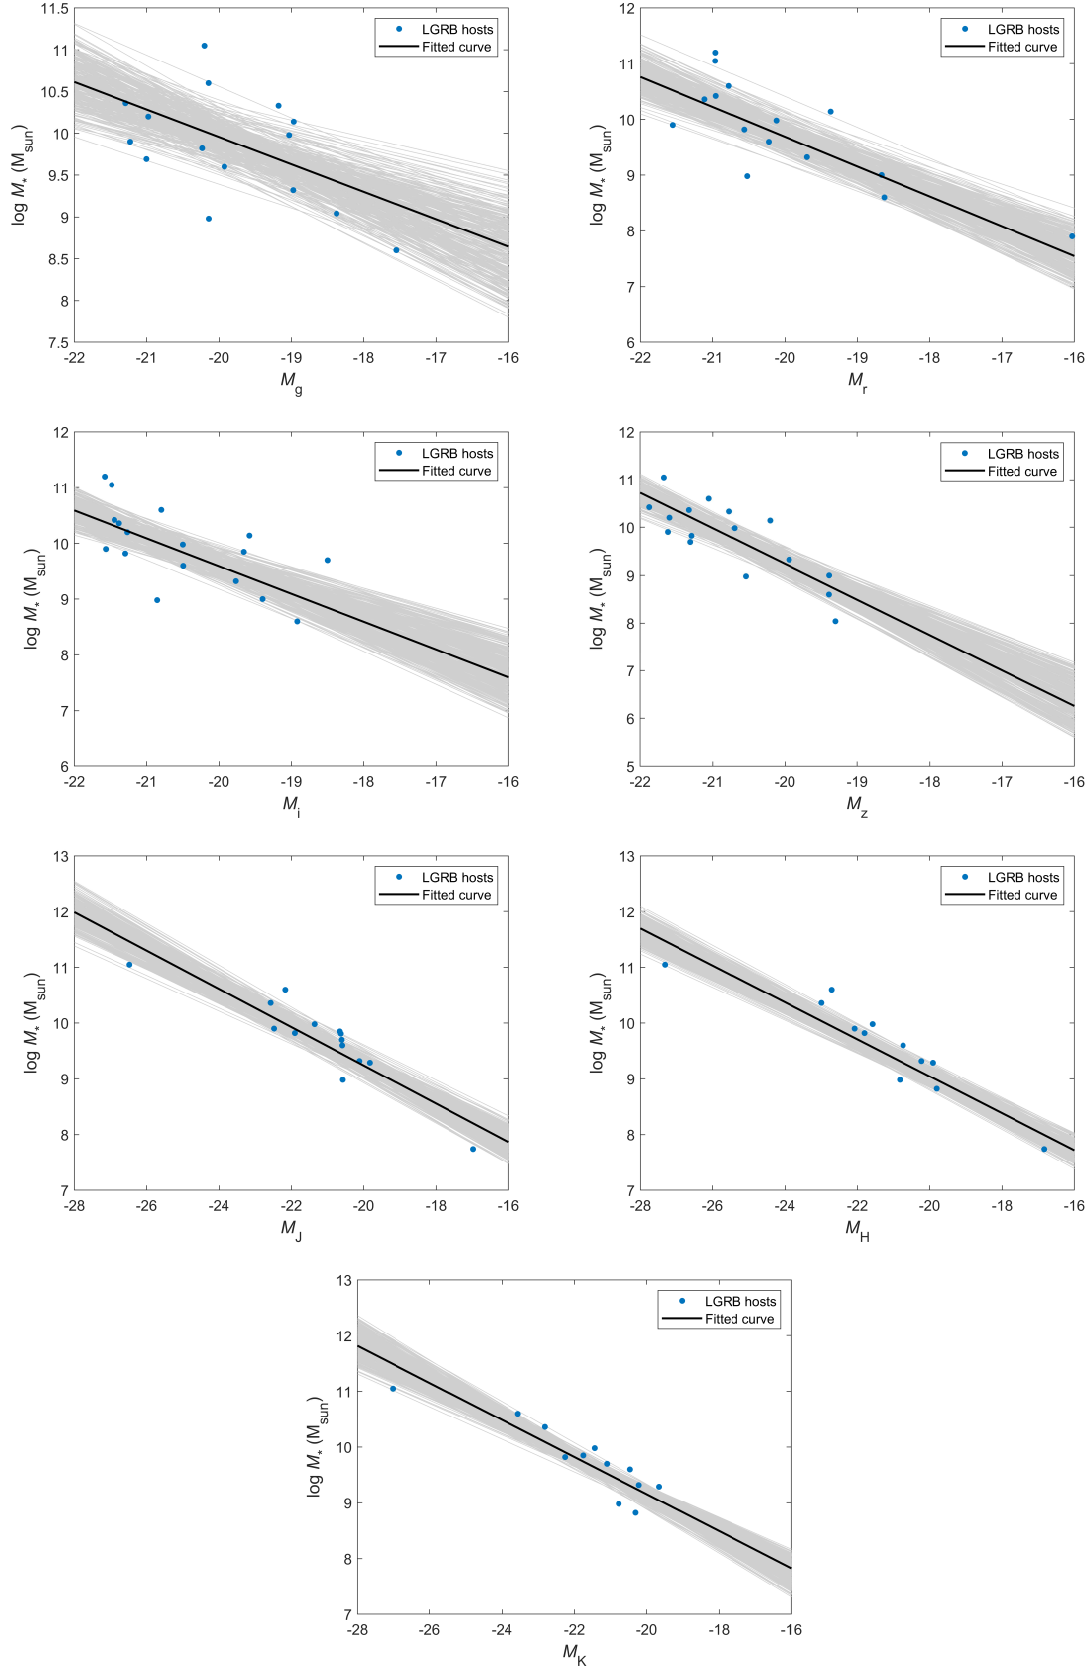 log M* (Msun)
11.5
11
10.5
10
9.5
9
8.5
8
7.5
-22 -21 -20 -19 -18 -17 -16
Mg
LGRB hosts
Fitted curve
log M* (Msun)
12
11
10
9
8
7
6
-22 -21 -20 -19 -18 -17 -16
Mr
LGRB hosts
Fitted curve
log M* (Msun)
12
11
10
9
8
7
6
-22 -21 -20 -19 -18 -17 -16
Mi
LGRB hosts
Fitted curve
log M* (Msun)
12
11
10
9
8
7
6
5
-22 -21 -20 -19 -18 -17 -16
Mz
LGRB hosts
Fitted curve
log M* (Msun)
13
12
11
10
9
8
7
-28 -26 -24 -22 -20 -18 -16
MJ
LGRB hosts
Fitted curve
log M* (Msun)
13
12
11
10
9
8
7
-28 -26 -24 -22 -20 -18 -16
MH
LGRB hosts
Fitted curve
log M* (Msun)
13
12
11
10
9
8
7
-28 -26 -24 -22 -20 -18 -16
MK
LGRB hosts
Fitted curve